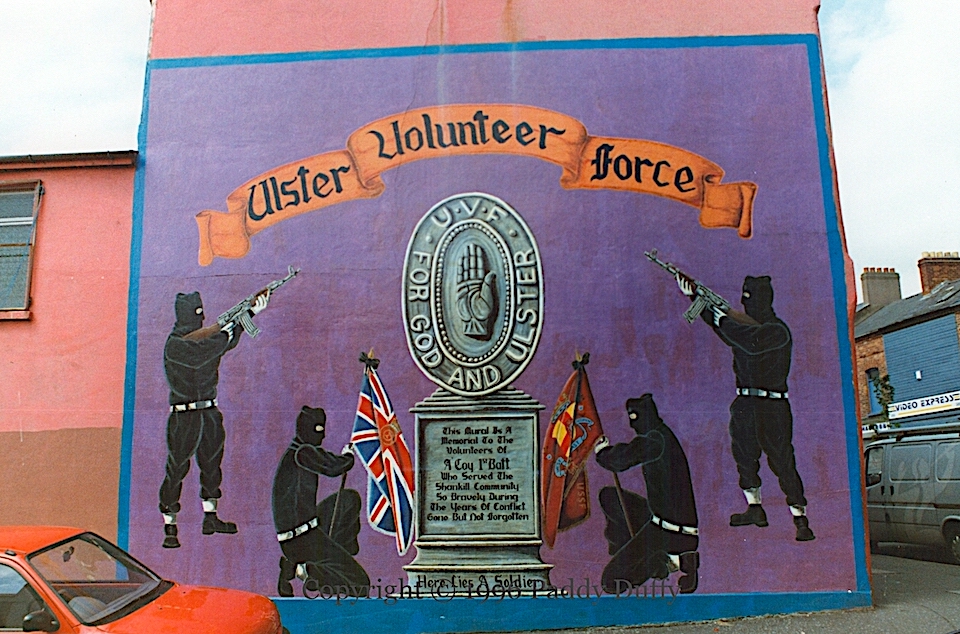 Ulster Volunteer Force
U.V.F.
FOR GOD AND ULSTER
This Mural Is A
Memorial To The
Volunteers Of
A Coy 1st Batt
Who Served The
Shankill Community
So Bravely During
The Years Of Conflict
Gone But Not Forgotten
Here Lies A Soldier
Copyright © 1996 Paddy Duffy
VIDEO EXPRESS